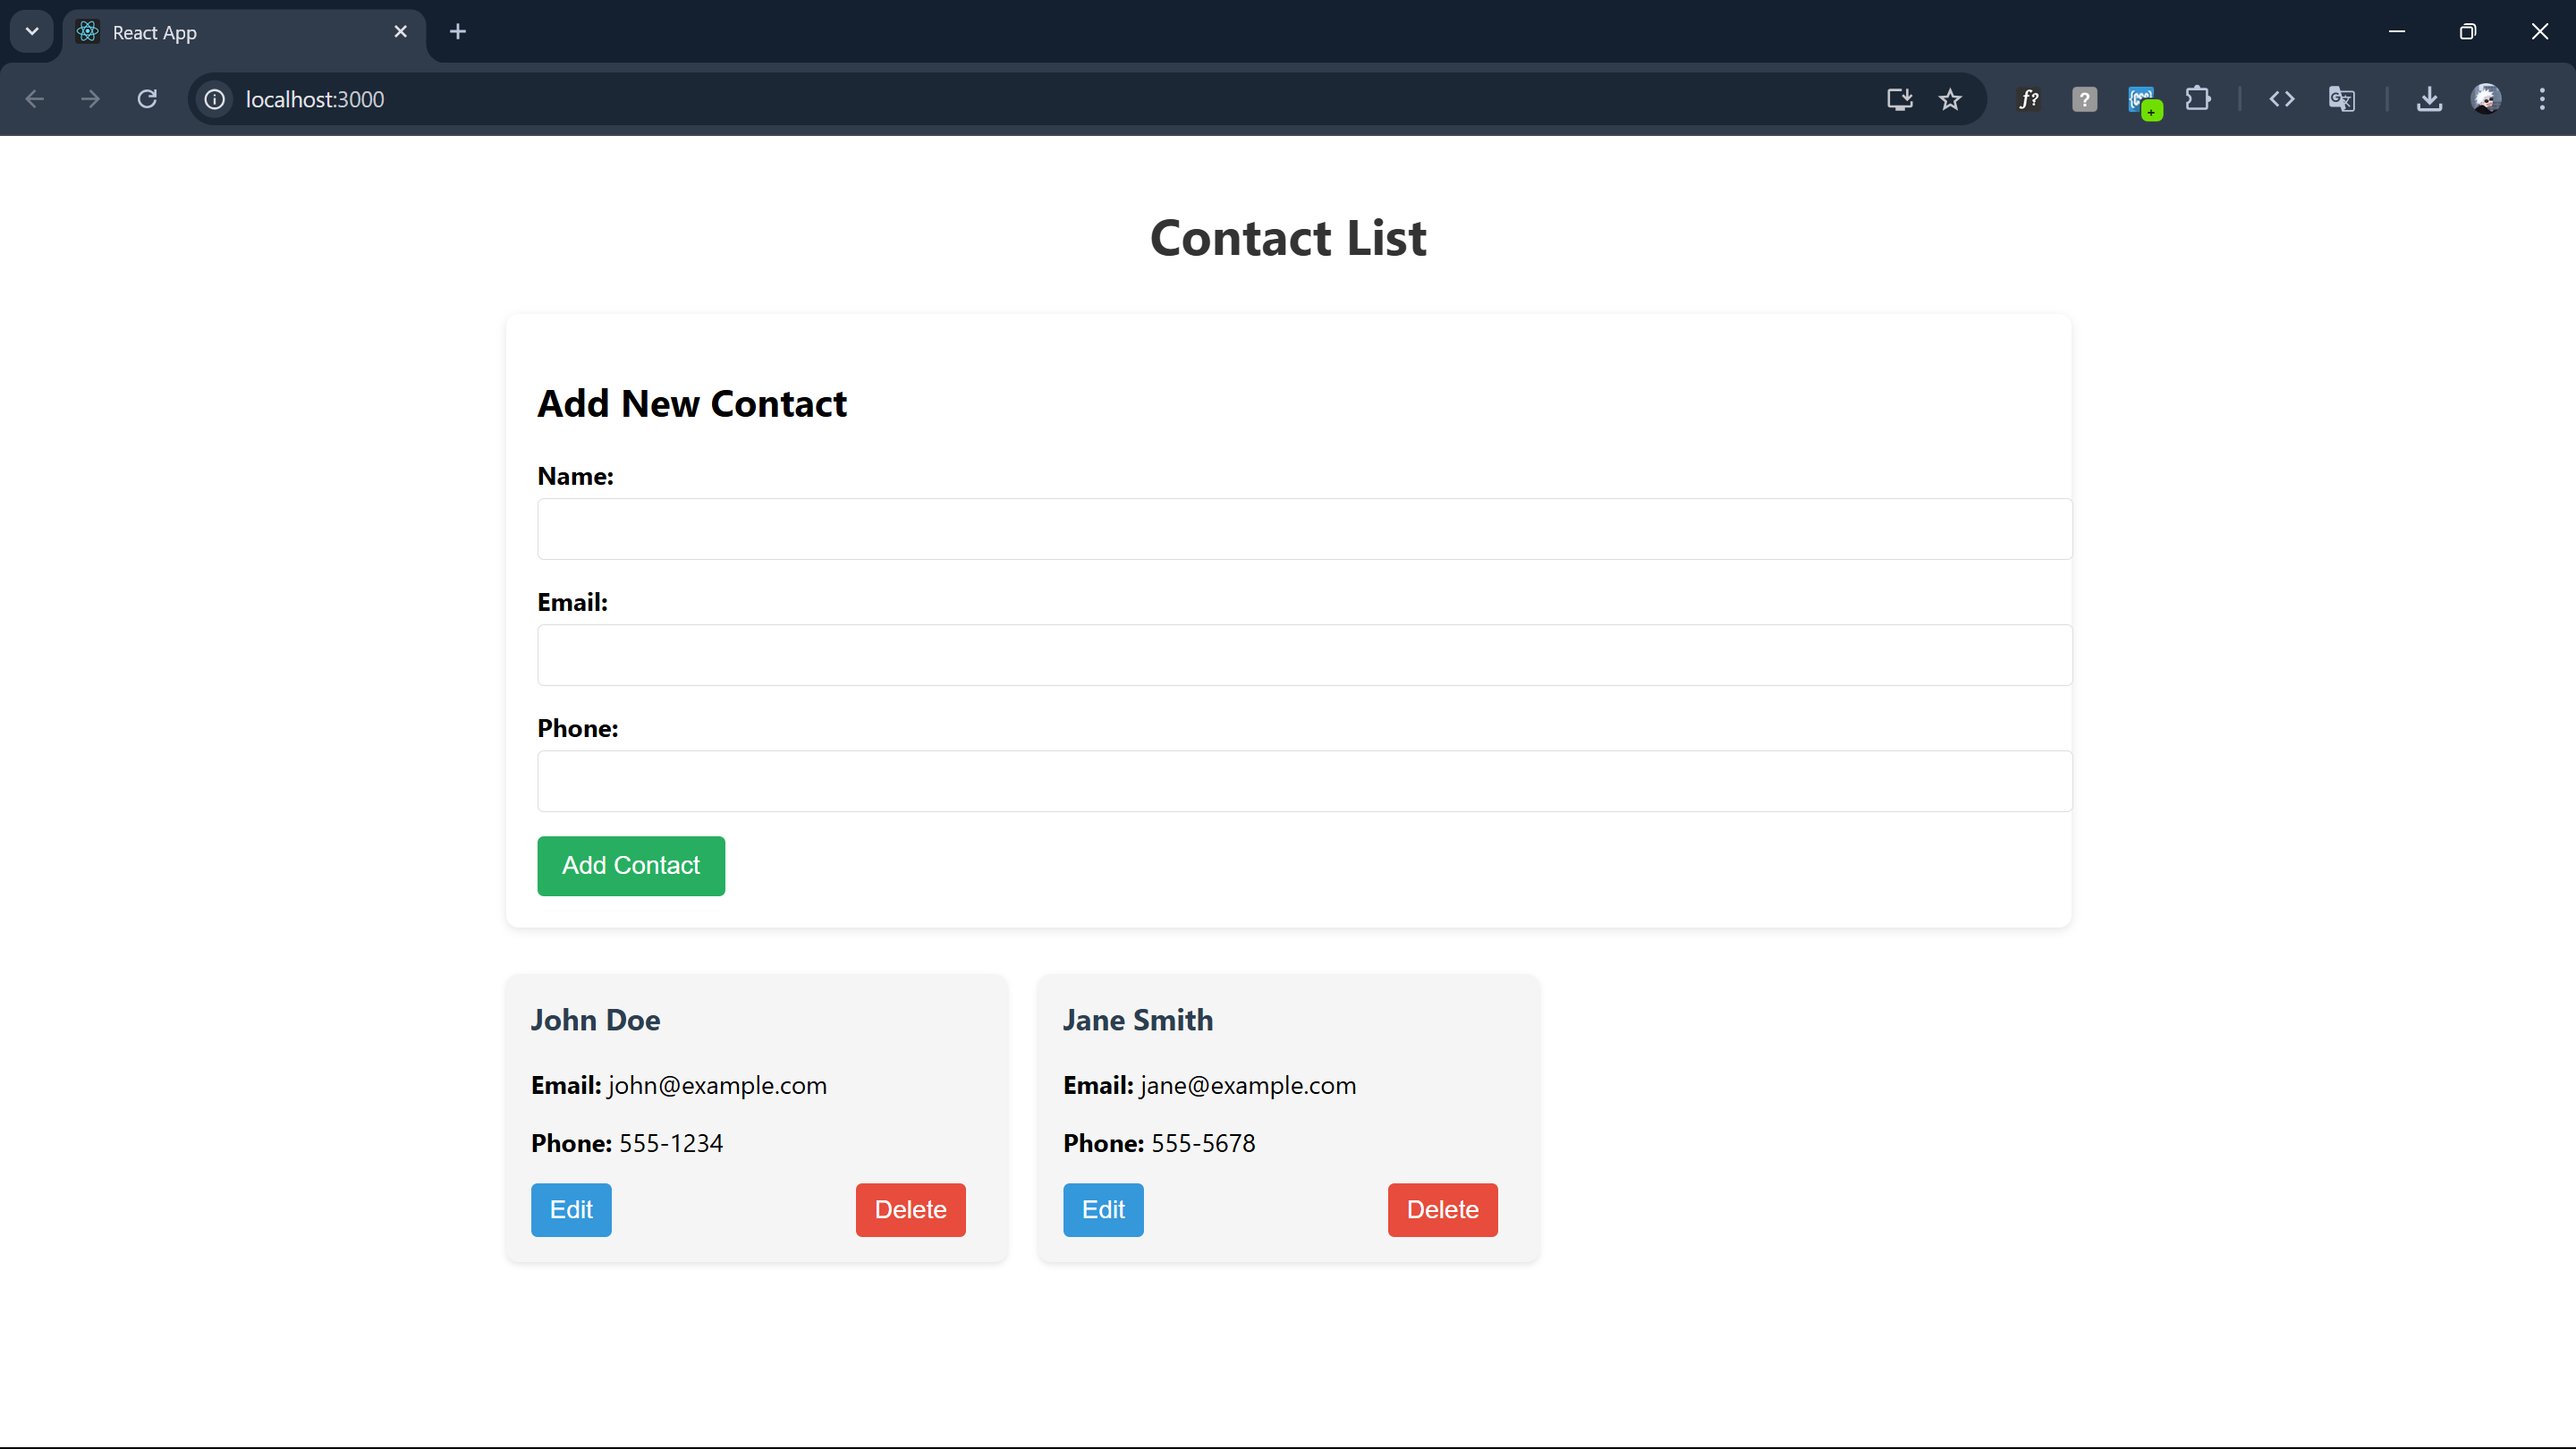 React App
localhost:3000
f?
?
Contact List
Add New Contact
Name:
Email:
Phone:
Add Contact
John Doe
Email: john@example.com
Phone: 555-1234
Edit
Delete
Jane Smith
Email: jane@example.com
Phone: 555-5678
Edit
Delete